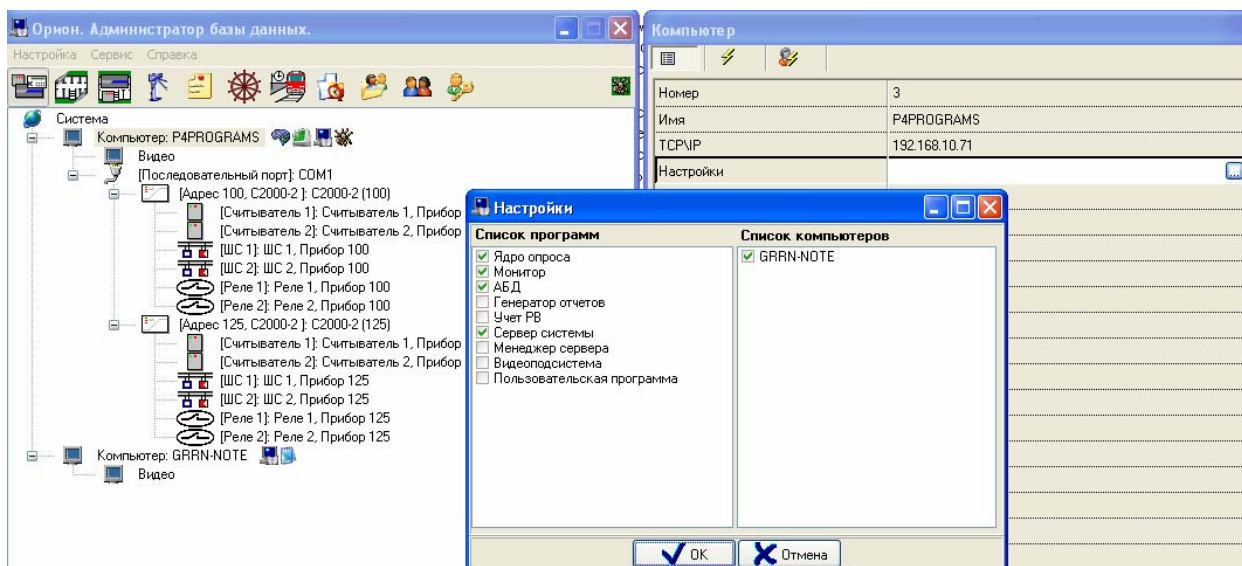 Орион. Администратор базы данных.
Настройка Сервис Справка
Система
Компьютер: P4PROGRAMS
Видео
[Последовательный порт]: COM1
[Адрес 100, С2000-2 ]: С2000-2 (100)
[Считыватель 1]: Считыватель 1, Прибор
[Считыватель 2]: Считыватель 2, Прибор
[ШС 1]: ШС 1, Прибор 100
[ШС 2]: ШС 2, Прибор 100
[Реле 1]: Реле 1, Прибор 100
[Реле 2]: Реле 2, Прибор 100
[Адрес 125, С2000-2 ]: С2000-2 (125)
[Считыватель 1]: Считыватель 1, Прибор
[Считыватель 2]: Считыватель 2, Прибор
[ШС 1]: ШС 1, Прибор 125
[ШС 2]: ШС 2, Прибор 125
[Реле 1]: Реле 1, Прибор 125
[Реле 2]: Реле 2, Прибор 125
Компьютер: GRRN-NOTE
Видео
Компьютер
Номер 3
Имя P4PROGRAMS
TCP\IP 192.168.10.71
Настройки ...
Настройки
Список программ
Ядро опроса
Монитор
АБД
Генератор отчетов
Учет РВ
Сервер системы
Менеджер сервера
Видеоподсистема
Пользовательская программа
Список компьютеров
GRRN-NOTE
OK
Отмена